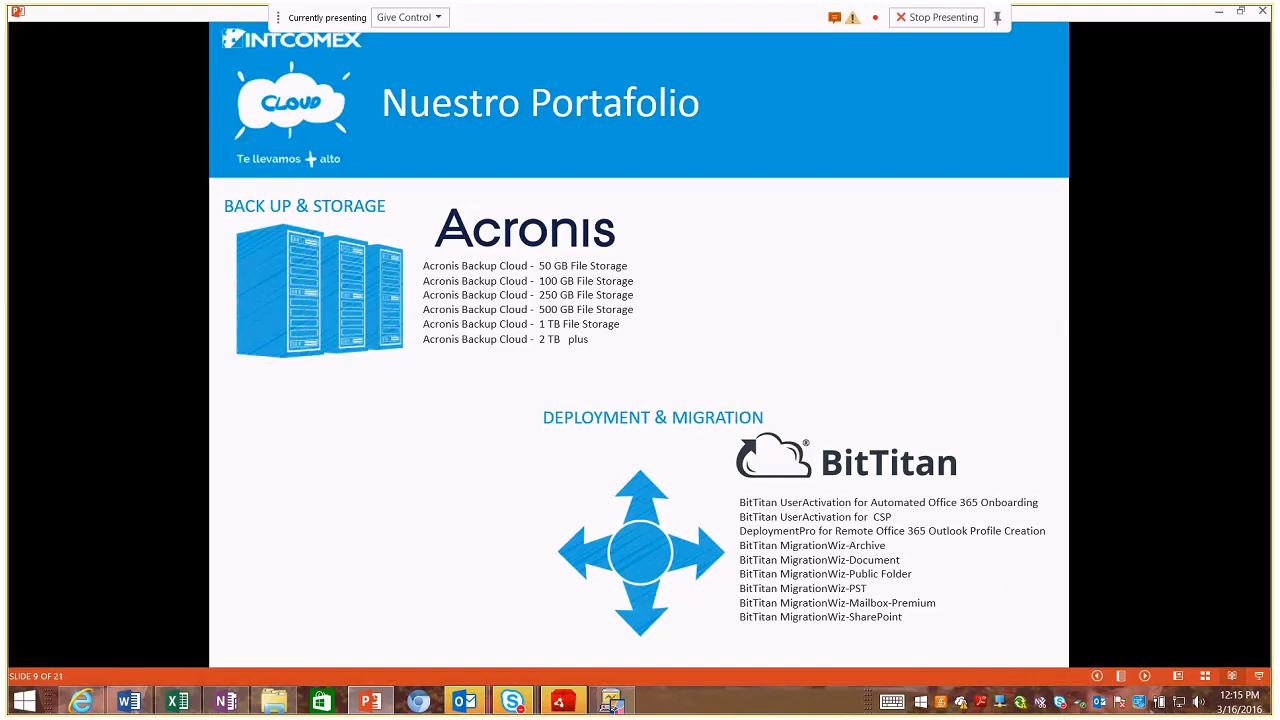 Currently presenting
Give Control
Stop Presenting
INTCOMEX
CLOUD
Te llevamos + alto
Nuestro Portafolio
BACK UP & STORAGE
Acronis
Acronis Backup Cloud - 50 GB File Storage
Acronis Backup Cloud - 100 GB File Storage
Acronis Backup Cloud - 250 GB File Storage
Acronis Backup Cloud - 500 GB File Storage
Acronis Backup Cloud - 1 TB File Storage
Acronis Backup Cloud - 2 TB plus
DEPLOYMENT & MIGRATION
BitTitan®
BitTitan UserActivation for Automated Office 365 Onboarding
BitTitan UserActivation for CSP
DeploymentPro for Remote Office 365 Outlook Profile Creation
BitTitan MigrationWiz-Archive
BitTitan MigrationWiz-Document
BitTitan MigrationWiz-Public Folder
BitTitan MigrationWiz-PST
BitTitan MigrationWiz-Mailbox-Premium
BitTitan MigrationWiz-SharePoint
SLIDE 9 OF 21
12:15 PM
3/16/2016